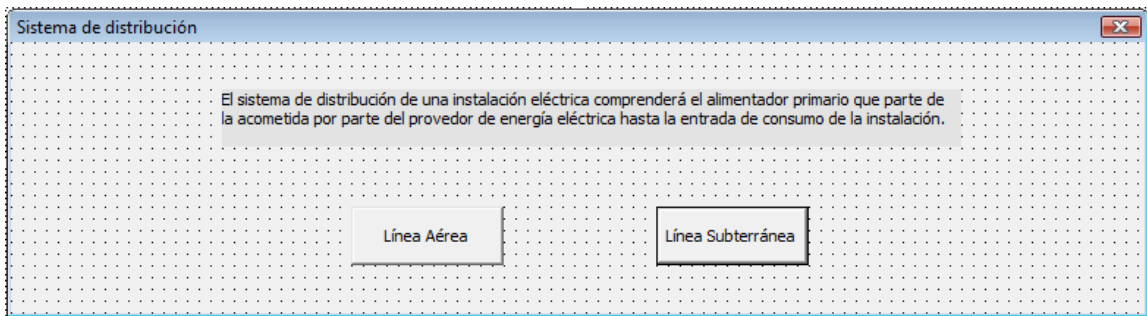 Sistema de distribución
El sistema de distribución de una instalación eléctrica comprenderá el alimentador primario que parte de
la acometida por parte del provedor de energía eléctrica hasta la entrada de consumo de la instalación.
Línea Aérea
Línea Subterránea